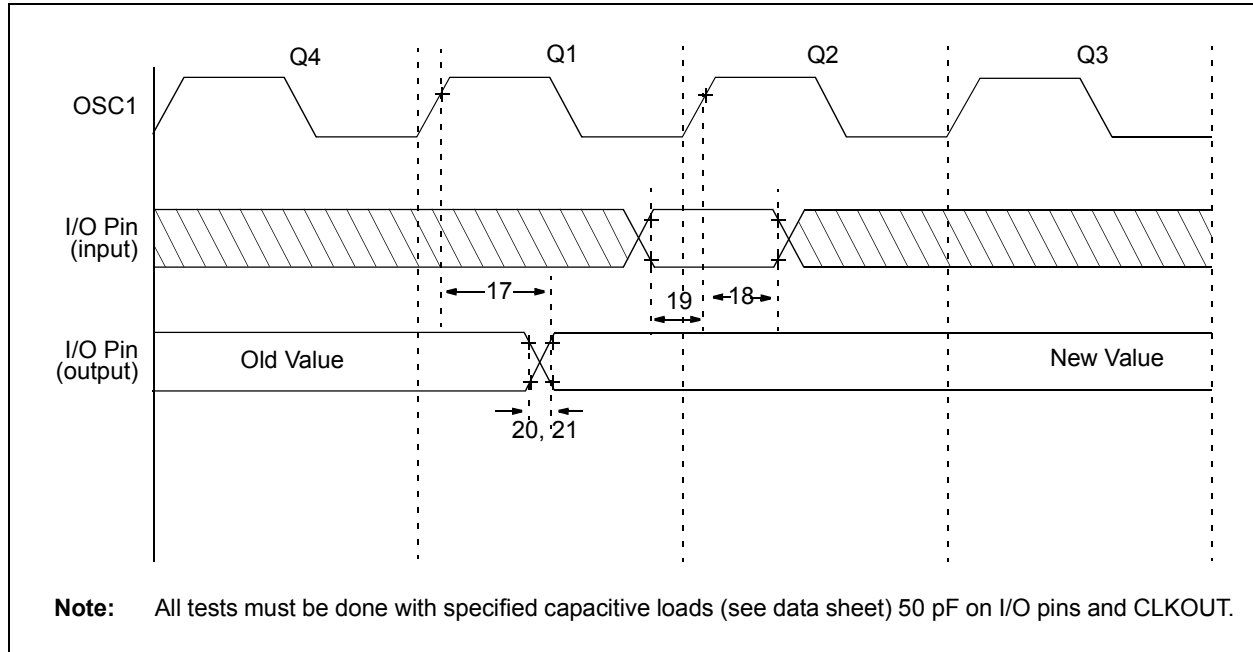 Q4
Q1
Q2
Q3
OSC1
I/O Pin
(input)
17
19
18
I/O Pin
(output)
Old Value
New Value
20, 21
Note: All tests must be done with specified capacitive loads (see data sheet) 50 pF on I/O pins and CLKOUT.